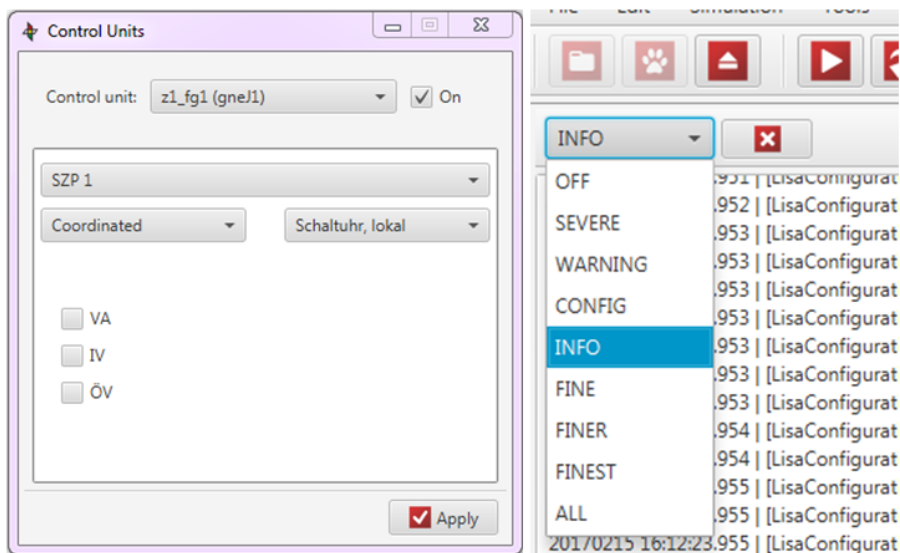 Control Units
Control unit: z1_fg1 (gneJ1) On
SZP 1
Coordinated Schaltuhr, lokal
VA
IV
ÖV
Apply
INFO
OFF
SEVERE
WARNING
CONFIG
INFO
FINE
FINER
FINEST
ALL
.951 | [LisaConfigurat
.952 | [LisaConfigurat
.953 | [LisaConfigurat
.953 | [LisaConfigurat
.953 | [LisaConfigurat
.953 | [LisaConfigurat
.953 | [LisaConfigurat
.953 | [LisaConfigurat
.953 | [LisaConfigurat
.954 | [LisaConfigurat
.954 | [LisaConfigurat
.955 | [LisaConfigurat
.955 | [LisaConfigurat
20170215 16:12:23.955 | [LisaConfigurat